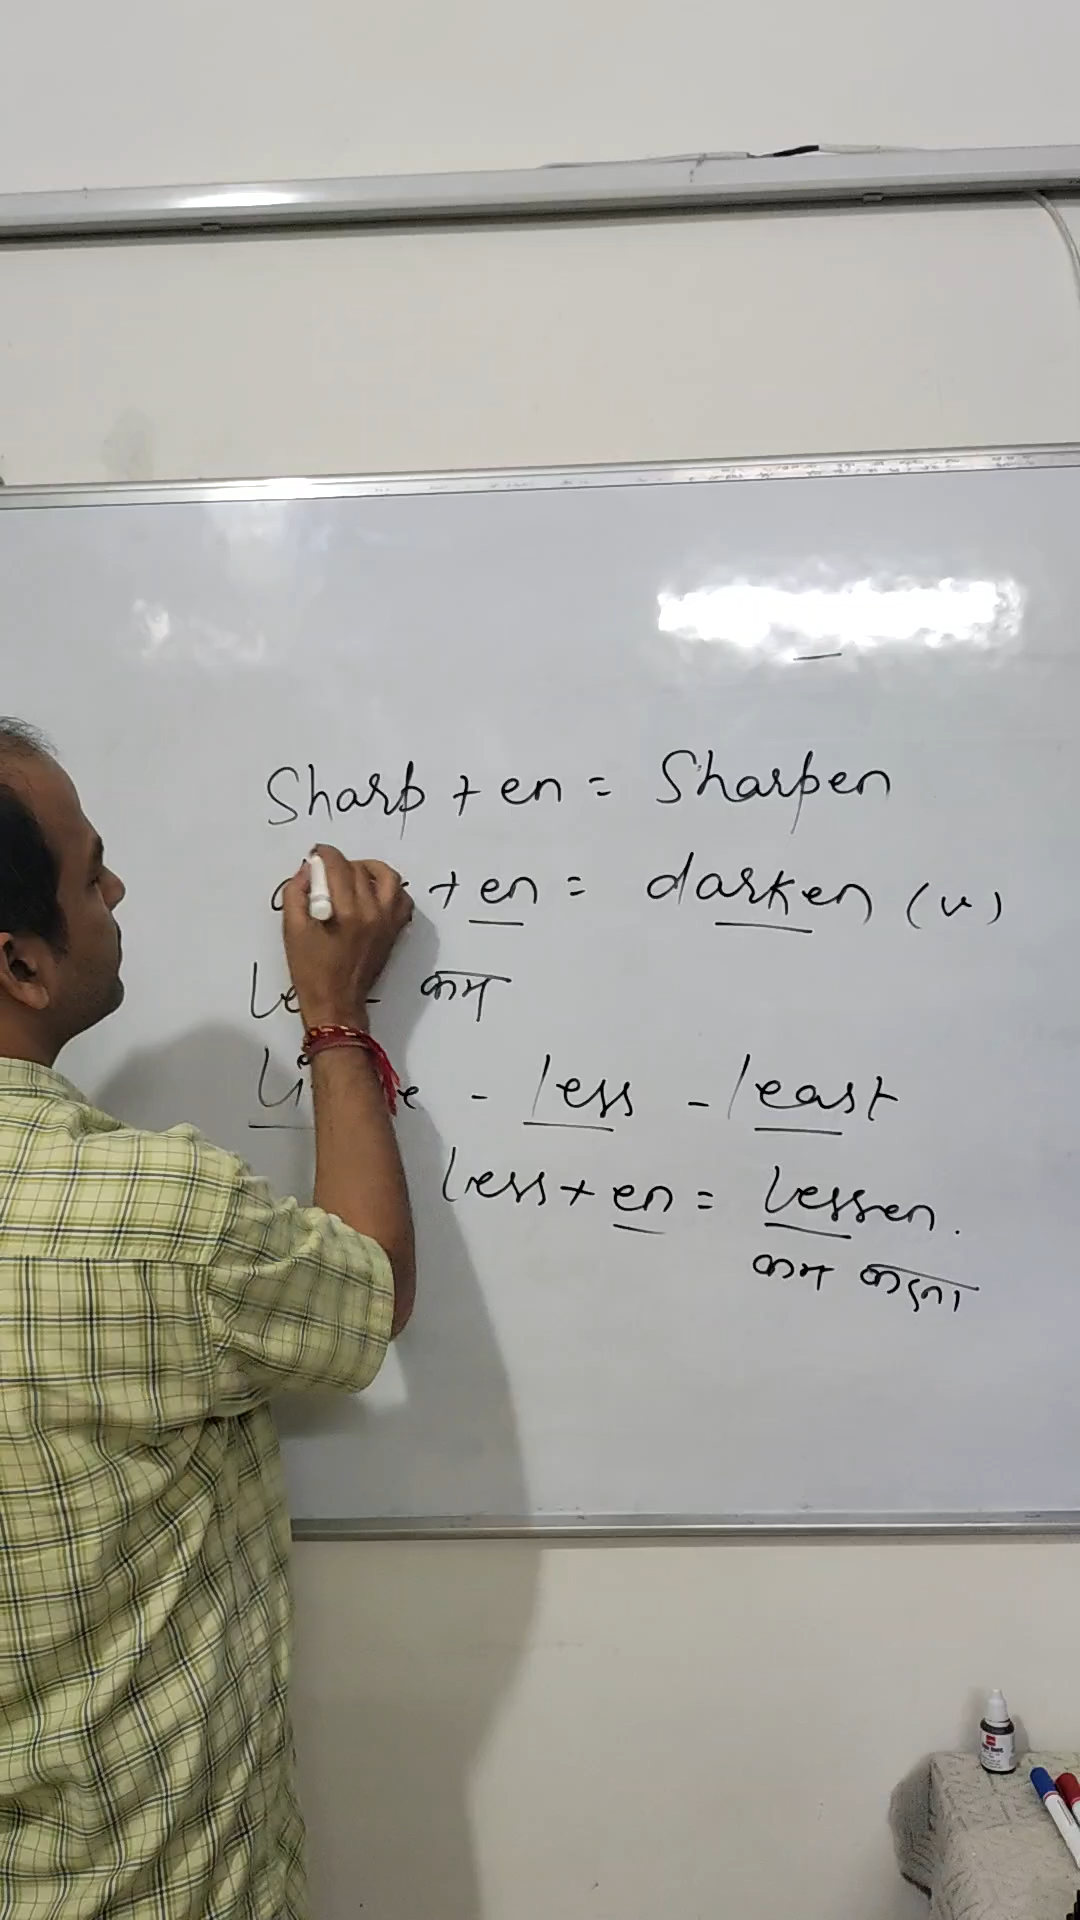 Sharp + en = Sharpen
+ en = darken (v)
- कम
- less - least
less + en = lessen.
कम करना